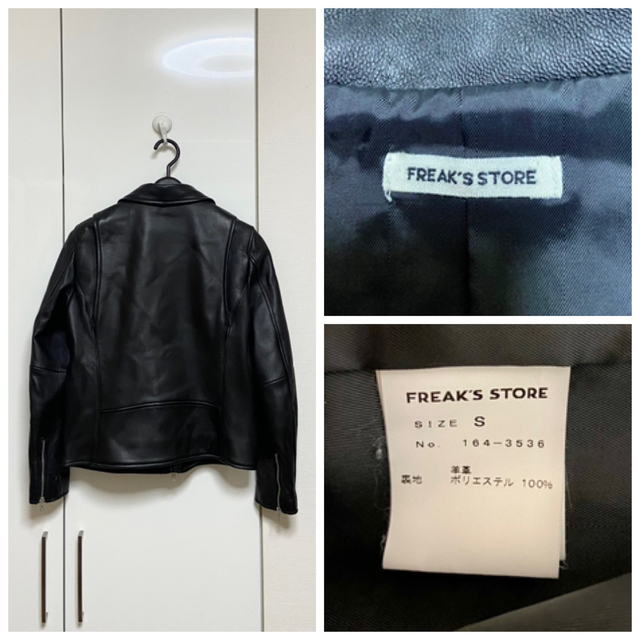 FREAK'S STORE
FREAK'S STORE
SIZE S
No. 164-3536
羊革
裏地 ポリエステル 100%